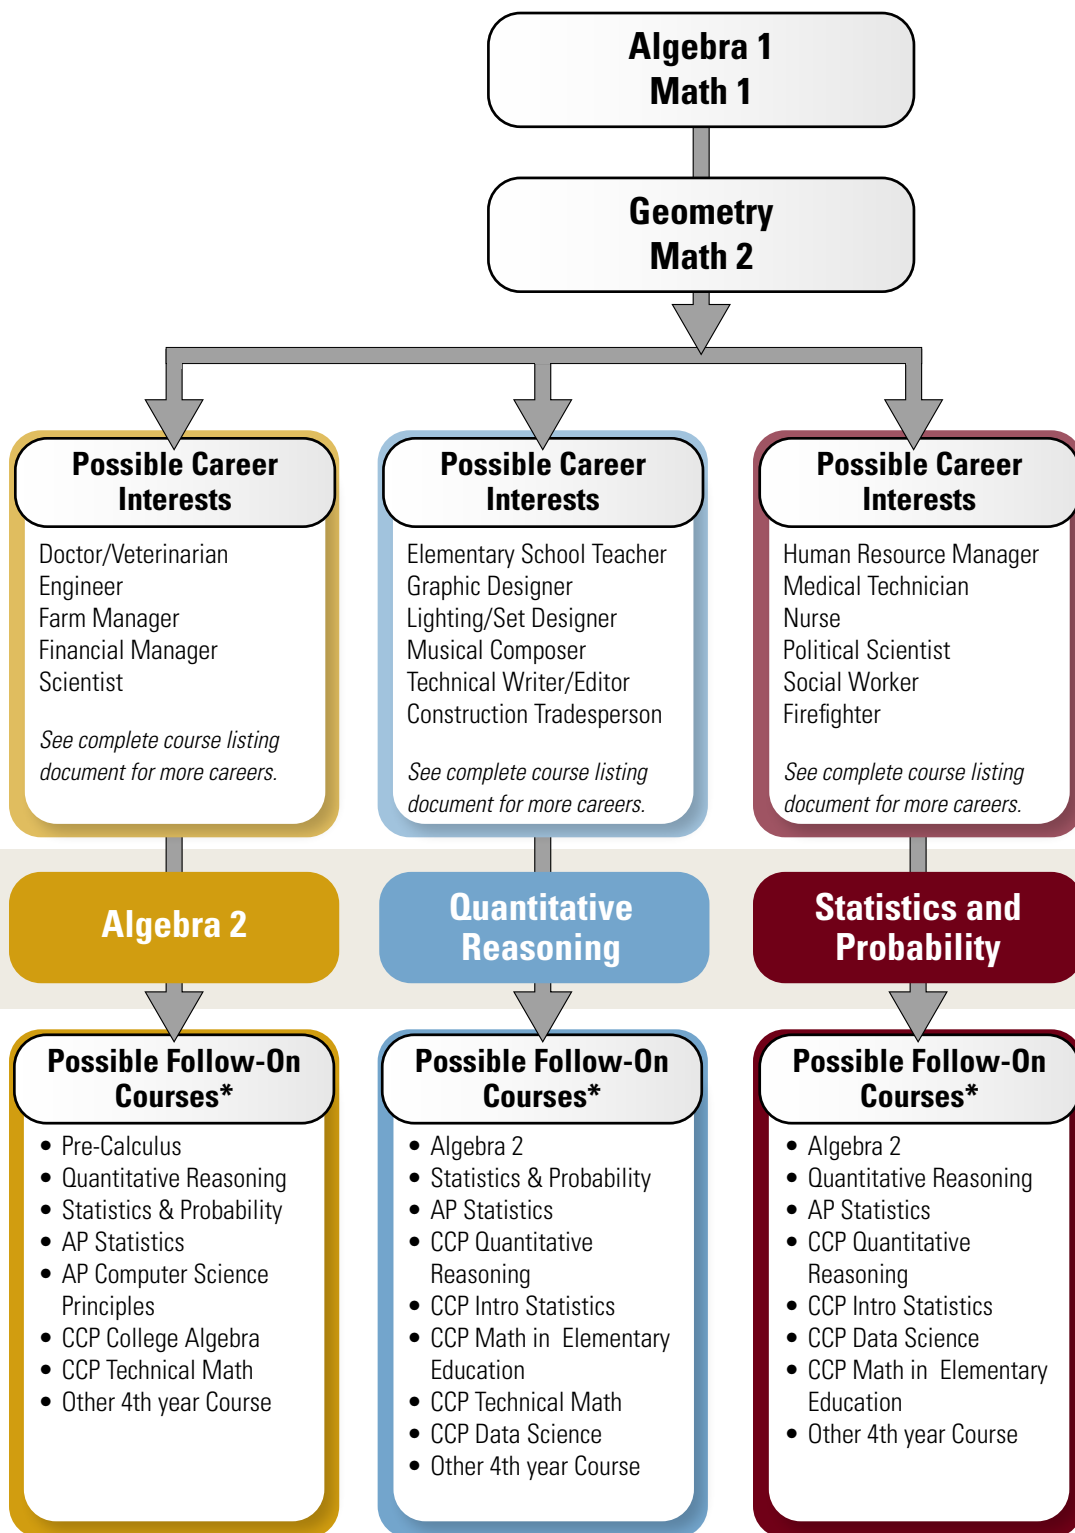 Algebra 1
Math 1
Geometry
Math 2
Possible Career
Interests
Doctor/Veterinarian
Engineer
Farm Manager
Financial Manager
Scientist
See complete course listing
document for more careers.
Possible Career
Interests
Elementary School Teacher
Graphic Designer
Lighting/Set Designer
Musical Composer
Technical Writer/Editor
Construction Tradesperson
See complete course listing
document for more careers.
Possible Career
Interests
Human Resource Manager
Medical Technician
Nurse
Political Scientist
Social Worker
Firefighter
See complete course listing
document for more careers.
Algebra 2
Quantitative
Reasoning
Statistics and
Probability
Possible Follow-On
Courses*
• Pre-Calculus
• Quantitative Reasoning
• Statistics & Probability
• AP Statistics
• AP Computer Science
Principles
• CCP College Algebra
• CCP Technical Math
• Other 4th year Course
Possible Follow-On
Courses*
• Algebra 2
• Statistics & Probability
• AP Statistics
• CCP Quantitative
Reasoning
• CCP Intro Statistics
• CCP Math in Elementary
Education
• CCP Technical Math
• CCP Data Science
• Other 4th year Course
Possible Follow-On
Courses*
• Algebra 2
• Quantitative Reasoning
• AP Statistics
• CCP Quantitative
Reasoning
• CCP Intro Statistics
• CCP Data Science
• CCP Math in Elementary
Education
• Other 4th year Course